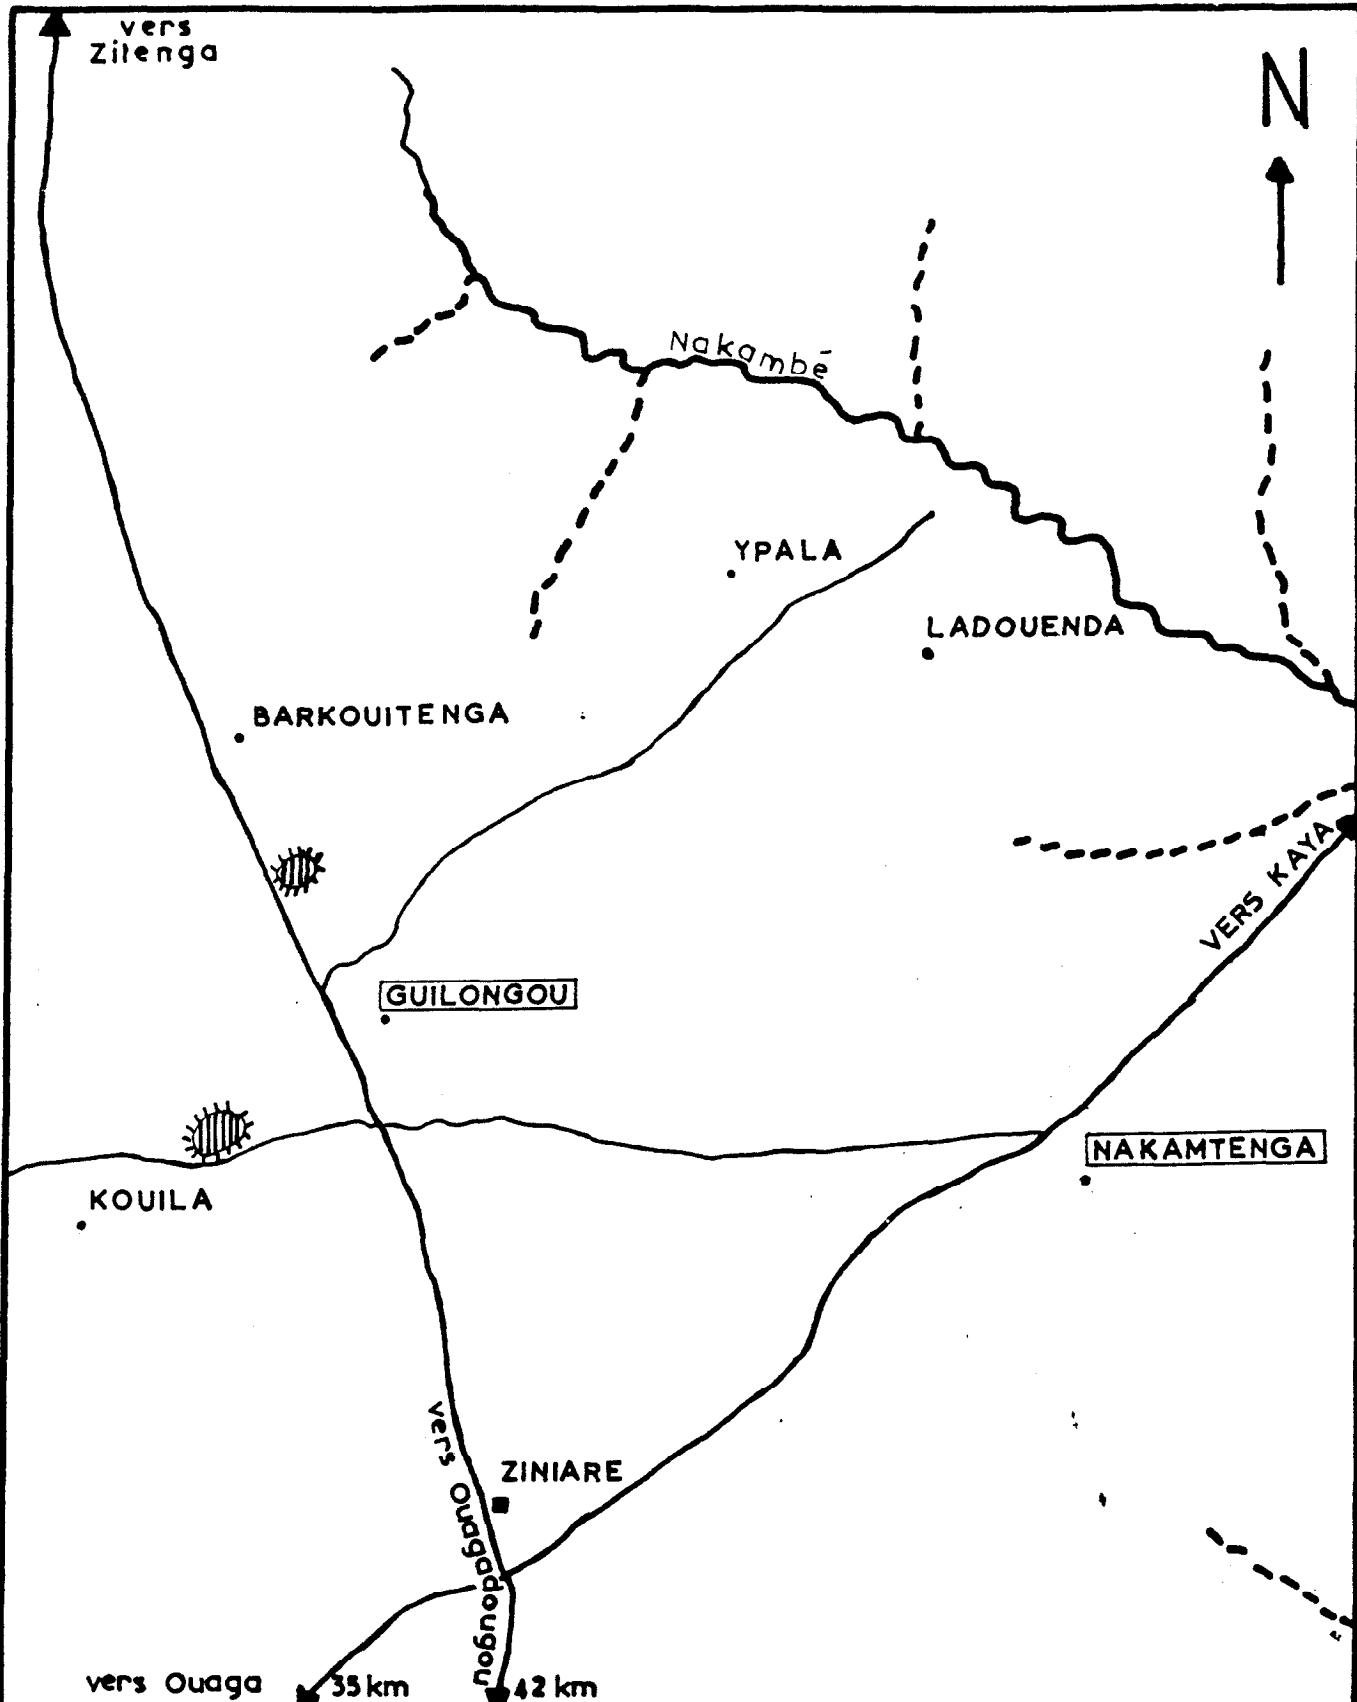 vers
Zitenga
N
Nakambé
YPALA
LADOUENDA
BARKOUITENGA
VERS KAYA
GUILONGOU
NAKAMTENGA
KOUILA
vers Ouagadougou
ZINIARE
vers Ouaga 35 km 42 km